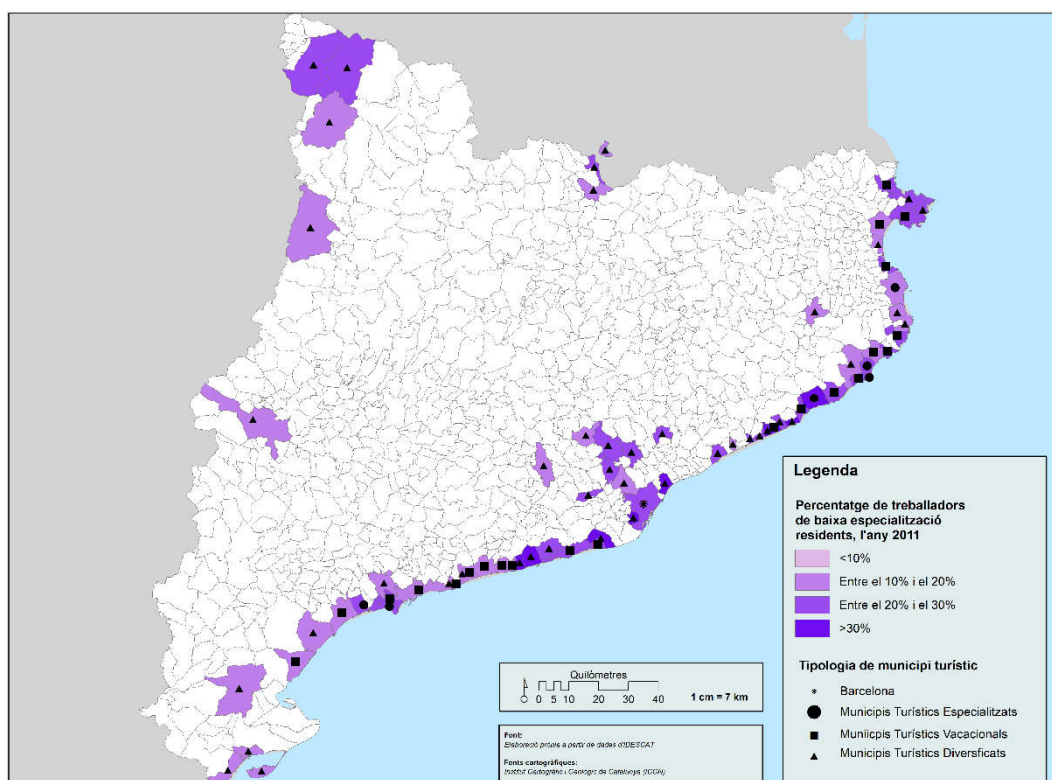 Legenda
Percentatge de treballadors
de baixa especialització
residents, l'any 2011
<10%
Entre el 10% i el 20%
Entre el 20% i el 30%
>30%
Tipologia de municipi turístic
Barcelona
Municipis Turístics Especialitzats
Muniicpis Turístics Vacacionals
Municipis Turístics Diversficats
Quilòmetres
0 5 10 20 30 40
1 cm = 7 km
Font:
Elaboració pròpia a partir de dades d'IDESCAT
Fonts cartogràfiques:
Institut Cartogràfic i Geològic de Catalunya (ICGN)